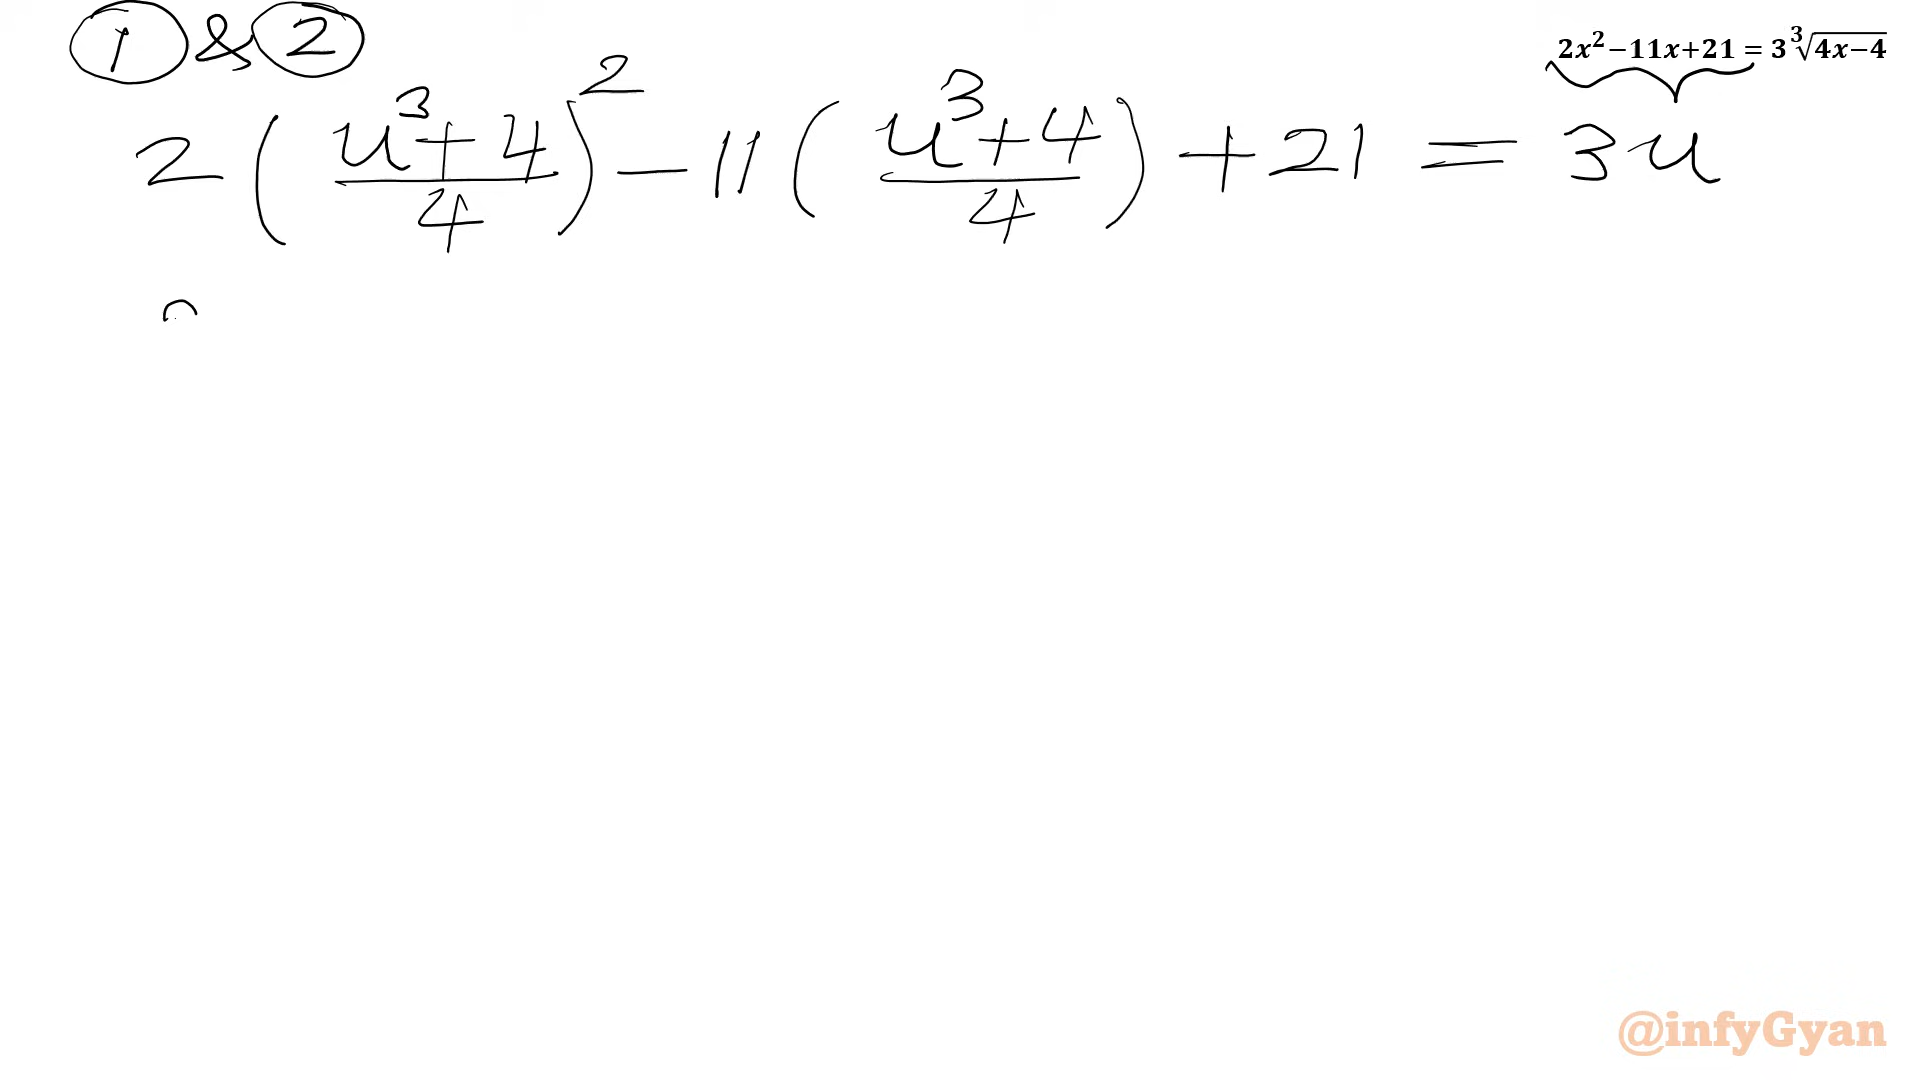 ① & ②
2x² − 11x + 21 = 3∛(4x−4)
2((u³+4)/4)² − 11((u³+4)/4) + 21 = 3u
@infyGyan